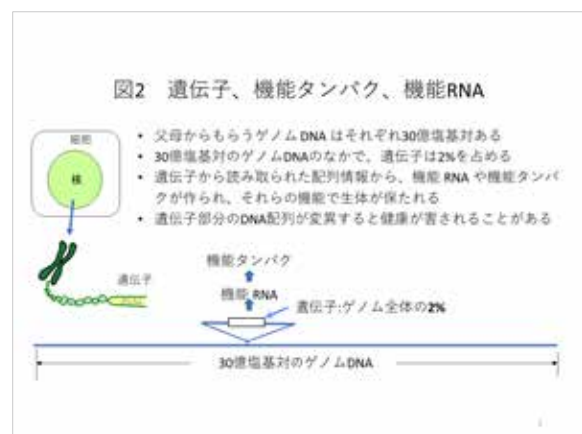 図2　遺伝子、機能タンパク、機能RNA
• 父母からもらうゲノムDNA はそれぞれ30億塩基対ある
• 30億塩基対のゲノムDNAのなかで、遺伝子は2%を占める
• 遺伝子から読み取られた配列情報から、機能 RNA や機能タンパ
クが作られ、それらの機能で生体が保たれる
• 遺伝子部分のDNA配列が変異すると健康が害されることがある
細胞
核
遺伝子
機能タンパク
機能 RNA
遺伝子:ゲノム全体の2%
30億塩基対のゲノムDNA